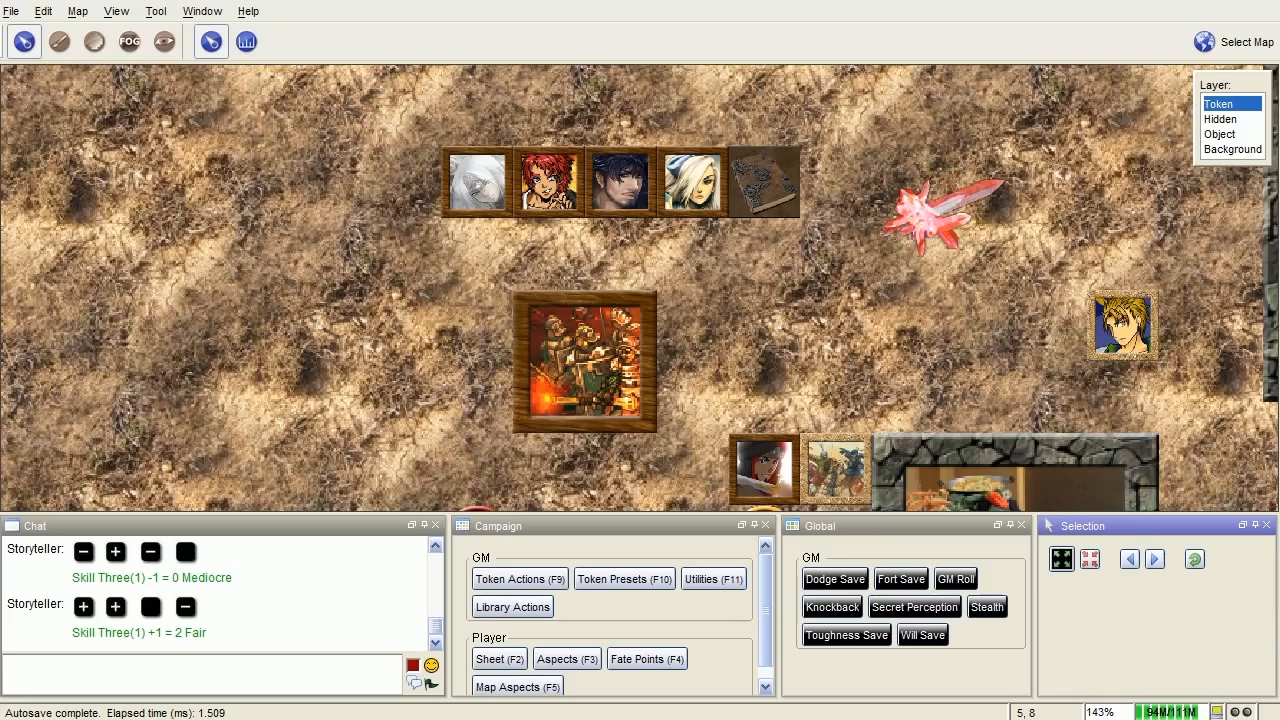 File Edit Map View Tool Window Help
FOG
Select Map
Layer:
Token
Hidden
Object
Background
Chat
Storyteller:
Skill Three(1) -1 = 0 Mediocre
Storyteller:
Skill Three(1) +1 = 2 Fair
Campaign
GM
Token Actions (F9) Token Presets (F10) Utilities (F11)
Library Actions
Player
Sheet (F2) Aspects (F3) Fate Points (F4)
Map Aspects (F5)
Global
GM
Dodge Save Fort Save GM Roll
Knockback Secret Perception Stealth
Toughness Save Will Save
Selection
Autosave complete. Elapsed time (ms): 1.509
5, 8
143%
94M/111M